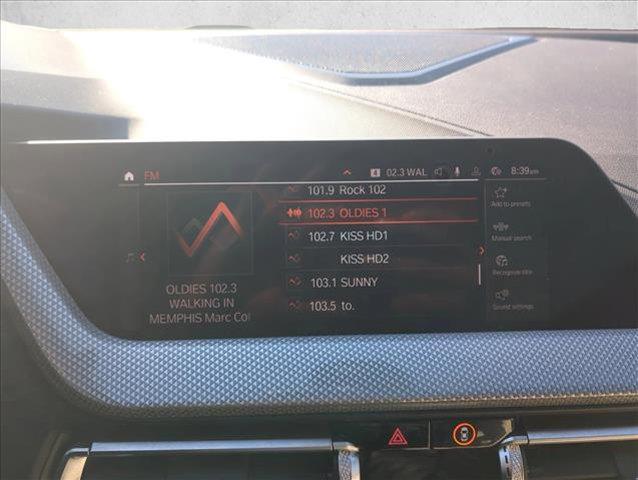 FM
4 02.3 WAL 8:39am
101.9 Rock 102
102.3 OLDIES 1
102.7 KISS HD1
KISS HD2
103.1 SUNNY
103.5 to.
OLDIES 102.3
WALKING IN
MEMPHIS Marc Col
Add to presets
Manual search
Recognize title
Sound settings